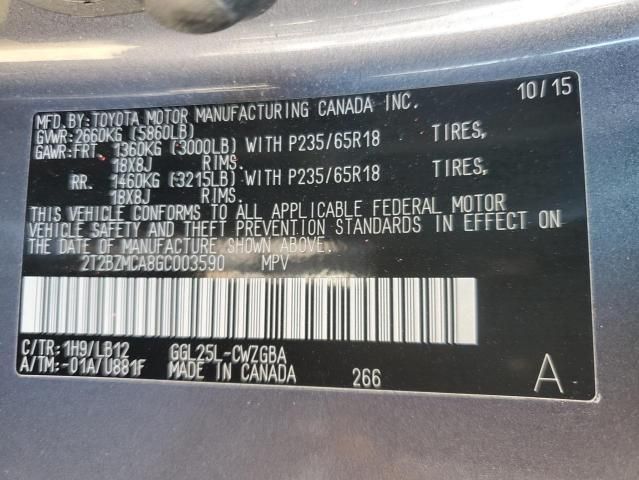 MFD.BY:TOYOTA MOTOR MANUFACTURING CANADA INC. 10/15
GVWR:2660KG (5860LB)
GAWR:FRT 1360KG (3000LB) WITH P235/65R18 TIRES,
18X8J RIMS.
RR. 1460KG (3215LB) WITH P235/65R18 TIRES,
18X8J RIMS.
THIS VEHICLE CONFORMS TO ALL APPLICABLE FEDERAL MOTOR
VEHICLE SAFETY AND THEFT PREVENTION STANDARDS IN EFFECT ON
THE DATE OF MANUFACTURE SHOWN ABOVE.
2T2BZMCA8GC003590 MPV
C/TR:1H9/LB12 GGL25L-CWZGBA
A/TM:-01A/U881F MADE IN CANADA 266 A